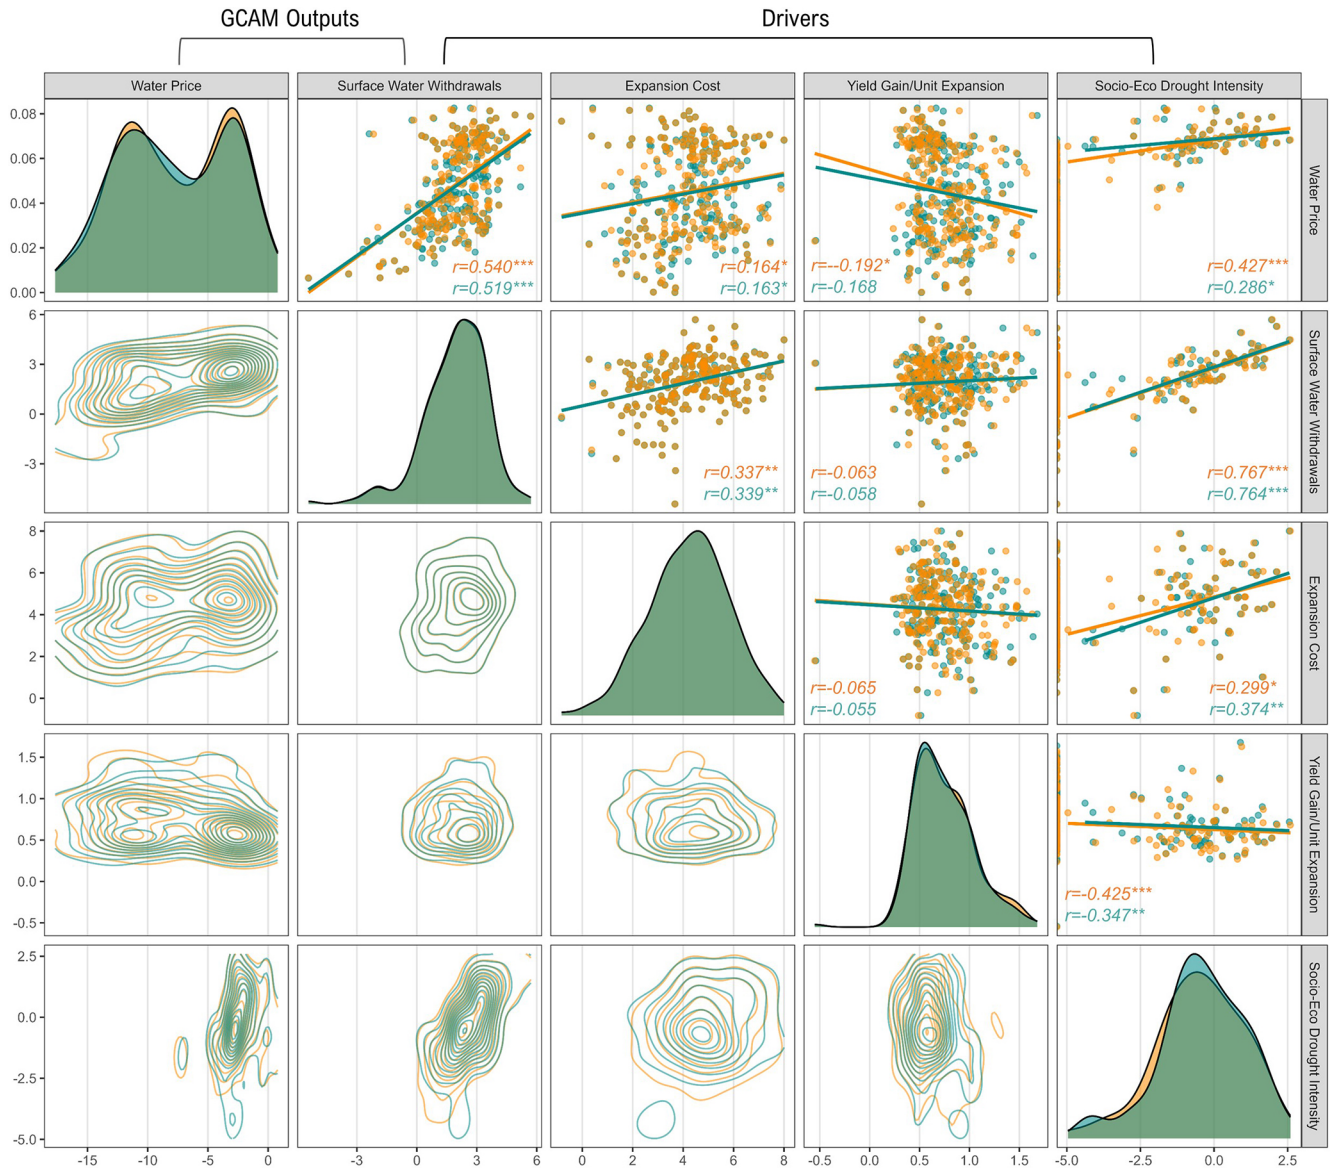 GCAM Outputs Drivers
Water Price Surface Water Withdrawals Expansion Cost Yield Gain/Unit Expansion Socio-Eco Drought Intensity
0.08
0.06
0.04
0.02
0.00
r=0.540***
r=0.519***
r=0.164*
r=0.163*
r=--0.192*
r=-0.168
r=0.427***
r=0.286*
Water Price
6
3
0
-3
r=0.337**
r=0.339**
r=-0.063
r=-0.058
r=0.767***
r=0.764***
Surface Water Withdrawals
8
6
4
2
0
r=-0.065
r=-0.055
r=0.299*
r=0.374**
Expansion Cost
1.5
1.0
0.5
0.0
-0.5
r=-0.425***
r=-0.347**
Yield Gain/Unit Expansion
2.5
0.0
-2.5
-5.0
Socio-Eco Drought Intensity
-15 -10 -5 0 -3 0 3 6 0 2 4 6 8 -0.5 0.0 0.5 1.0 1.5 -5.0 -2.5 0.0 2.5